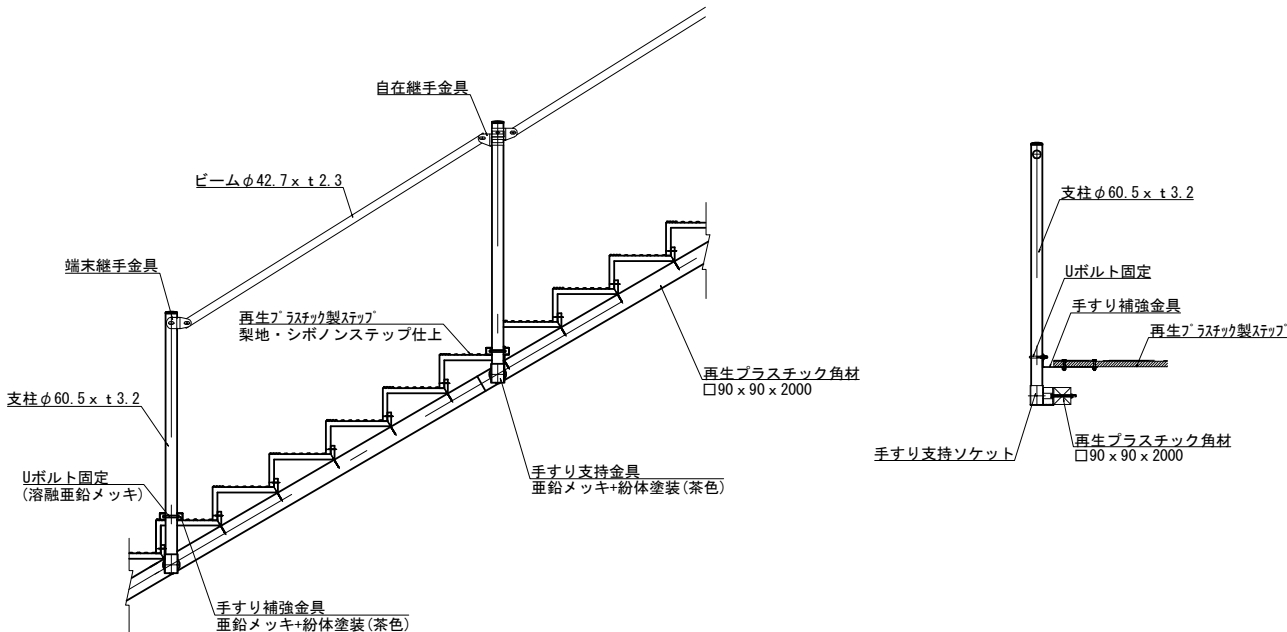 自在継手金具
ビームφ42.7ｘｔ2.3
端末継手金具
再生ﾌﾟﾗｽﾁｯｸ製ｽﾃｯﾌﾟ
梨地・シボノンステップ仕上
再生プラスチック角材
□90ｘ90ｘ2000
支柱φ60.5ｘｔ3.2
Uボルト固定
(溶融亜鉛メッキ)
手すり支持金具
亜鉛メッキ+紛体塗装(茶色)
手すり補強金具
亜鉛メッキ+紛体塗装(茶色)
支柱φ60.5ｘｔ3.2
Uボルト固定
手すり補強金具
再生ﾌﾟﾗｽﾁｯｸ製ｽﾃｯﾌﾟ
手すり支持ソケット
再生プラスチック角材
□90ｘ90ｘ2000